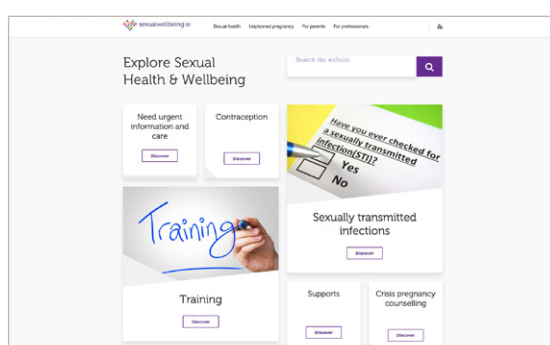 sexualwellbeing.ie
Sexual health Unplanned pregnancy For parents For professionals
Explore Sexual
Health & Wellbeing
Search the website
Need urgent
information and
care
Discover
Contraception
Discover
Have you ever checked for
a sexually transmitted
infection(STI)?
Yes
No
Sexually transmitted
infections
Discover
Training
Training
Discover
Supports
Discover
Crisis pregnancy
counselling
Discover